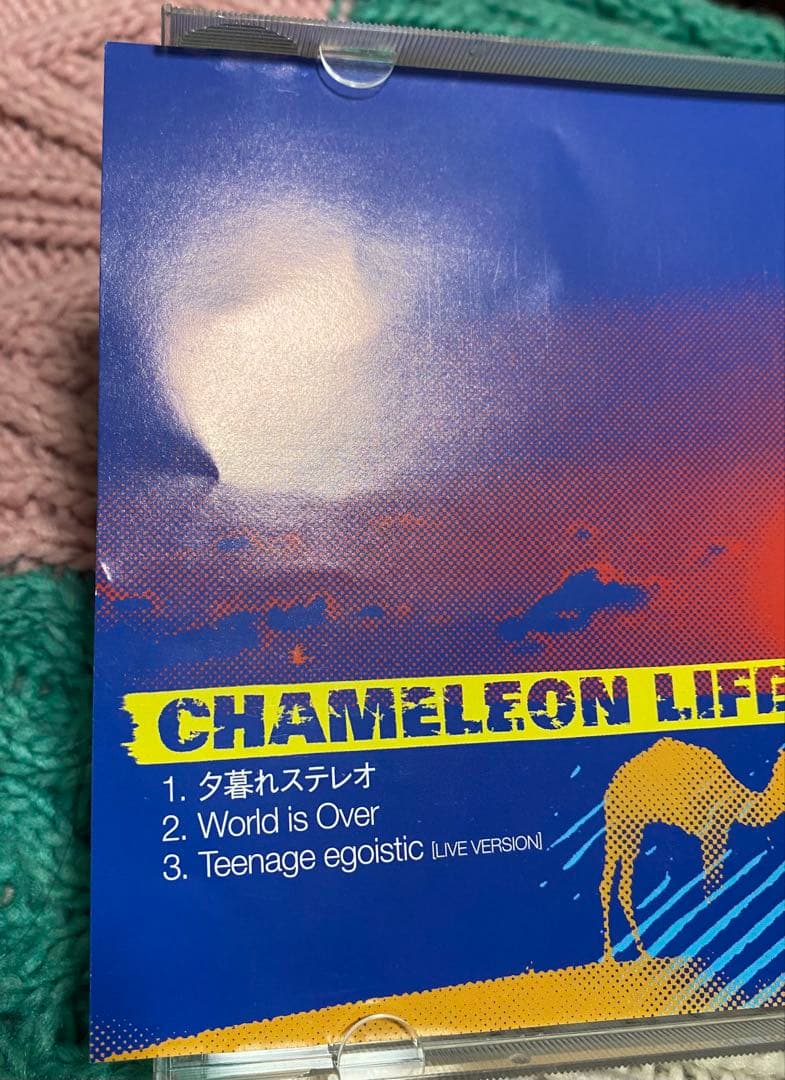 CHAMELEON LIFE
1. 夕暮れステレオ
2. World is Over
3. Teenage egoistic [LIVE VERSION]